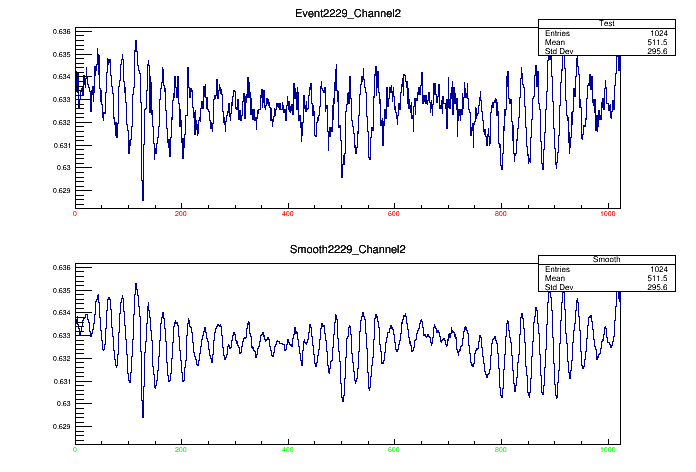 Event2229_Channel2
Test
Entries 1024
Mean 511.5
Std Dev 295.6
0.636
0.635
0.634
0.633
0.632
0.631
0.63
0.629
0 200 400 600 800 1000
Smooth2229_Channel2
Smooth
Entries 1024
Mean 511.5
Std Dev 295.6
0.636
0.635
0.634
0.633
0.632
0.631
0.63
0.629
0 200 400 600 800 1000